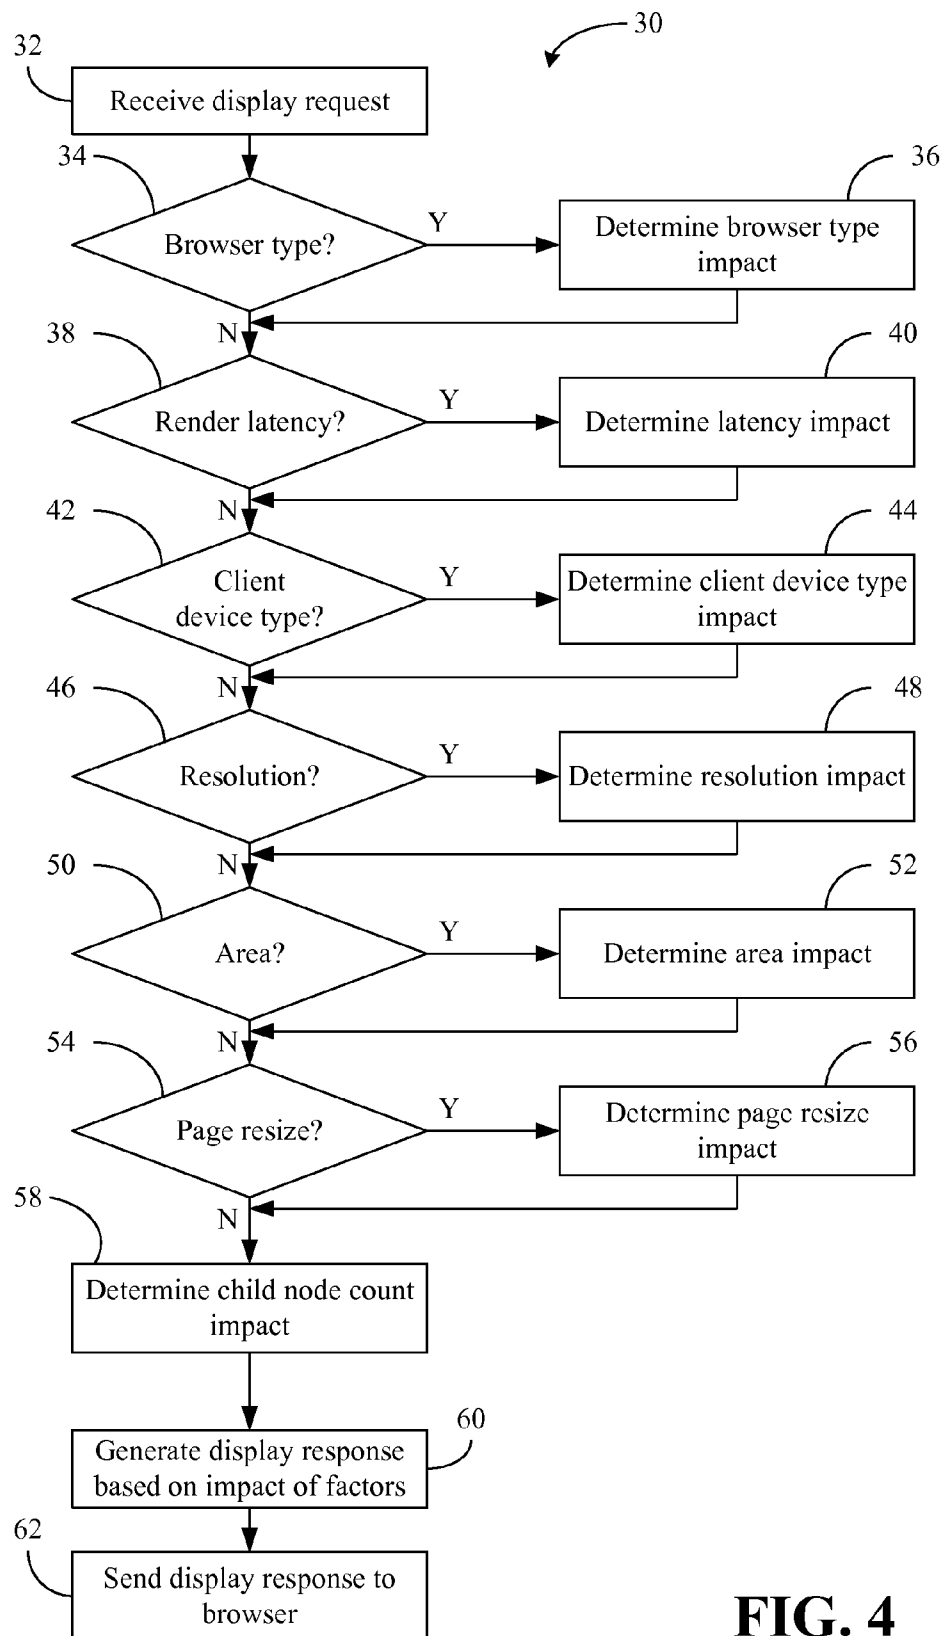 30
32
Receive display request
34
36
Browser type?
Y
Determine browser type
impact
N
38
40
Render latency?
Y
Determine latency impact
N
42
44
Client
device type?
Y
Determine client device type
impact
N
46
48
Resolution?
Y
Determine resolution impact
N
50
52
Area?
Y
Determine area impact
N
54
56
Page resize?
Y
Determine page resize
impact
N
58
Determine child node count
impact
60
Generate display response
based on impact of factors
62
Send display response to
browser
FIG. 4